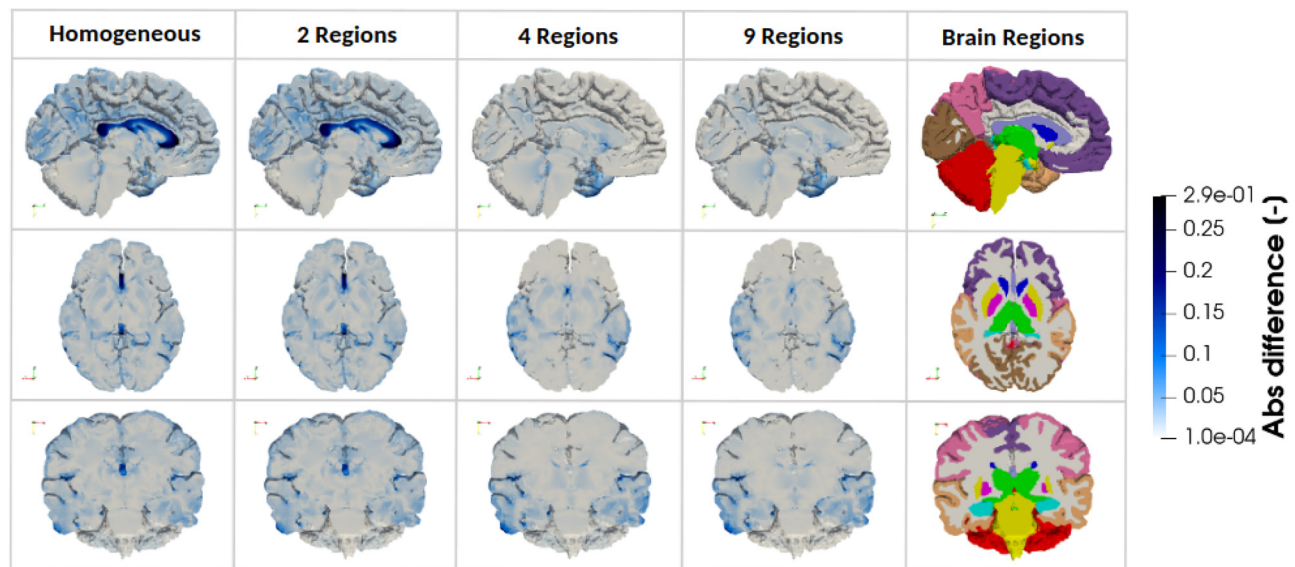 Homogeneous
2 Regions
4 Regions
9 Regions
Brain Regions
2.9e-01
0.25
0.2
0.15
0.1
0.05
1.0e-04
Abs difference (-)